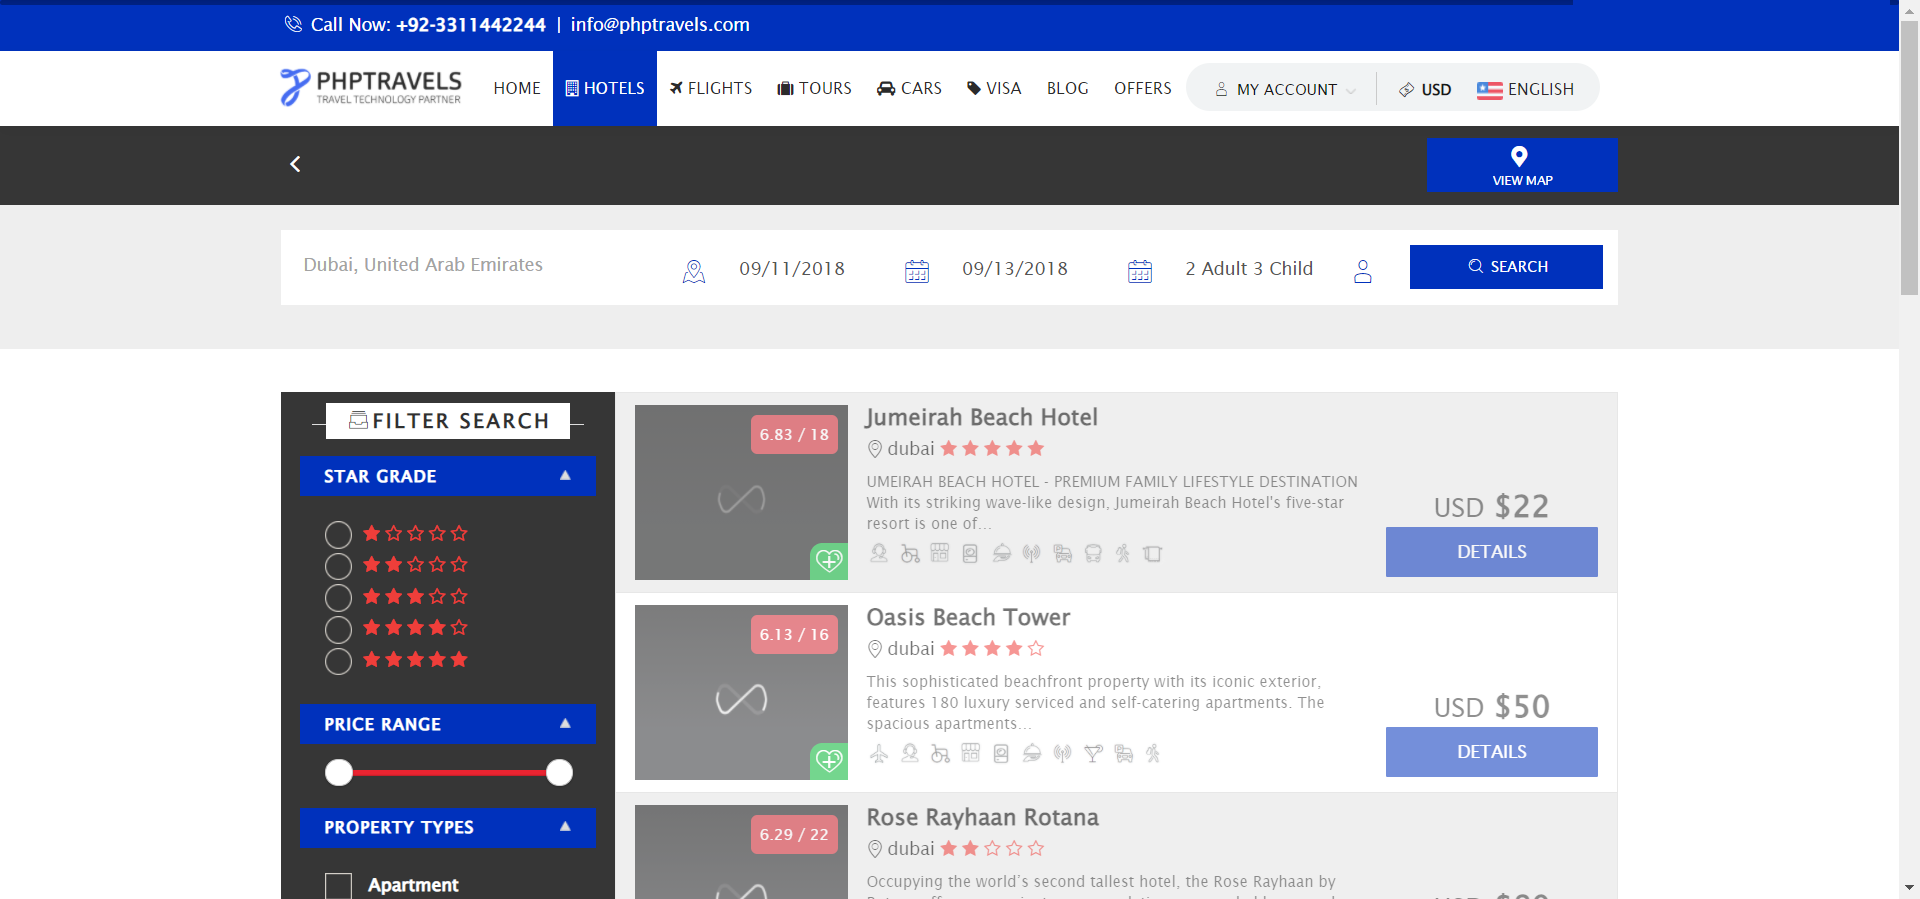 Call Now: +92-3311442244 | info@phptravels.com
PHPTRAVELS
TRAVEL TECHNOLOGY PARTNER
HOME HOTELS FLIGHTS TOURS CARS VISA BLOG OFFERS MY ACCOUNT USD ENGLISH
VIEW MAP
Dubai, United Arab Emirates 09/11/2018 09/13/2018 2 Adult 3 Child SEARCH
FILTER SEARCH
STAR GRADE
PRICE RANGE
PROPERTY TYPES
Apartment
6.83 / 18
Jumeirah Beach Hotel
dubai
UMEIRAH BEACH HOTEL - PREMIUM FAMILY LIFESTYLE DESTINATION
With its striking wave-like design, Jumeirah Beach Hotel's five-star
resort is one of...
USD $22
DETAILS
6.13 / 16
Oasis Beach Tower
dubai
This sophisticated beachfront property with its iconic exterior,
features 180 luxury serviced and self-catering apartments. The
spacious apartments...
USD $50
DETAILS
6.29 / 22
Rose Rayhaan Rotana
dubai
Occupying the world's second tallest hotel, the Rose Rayhaan by